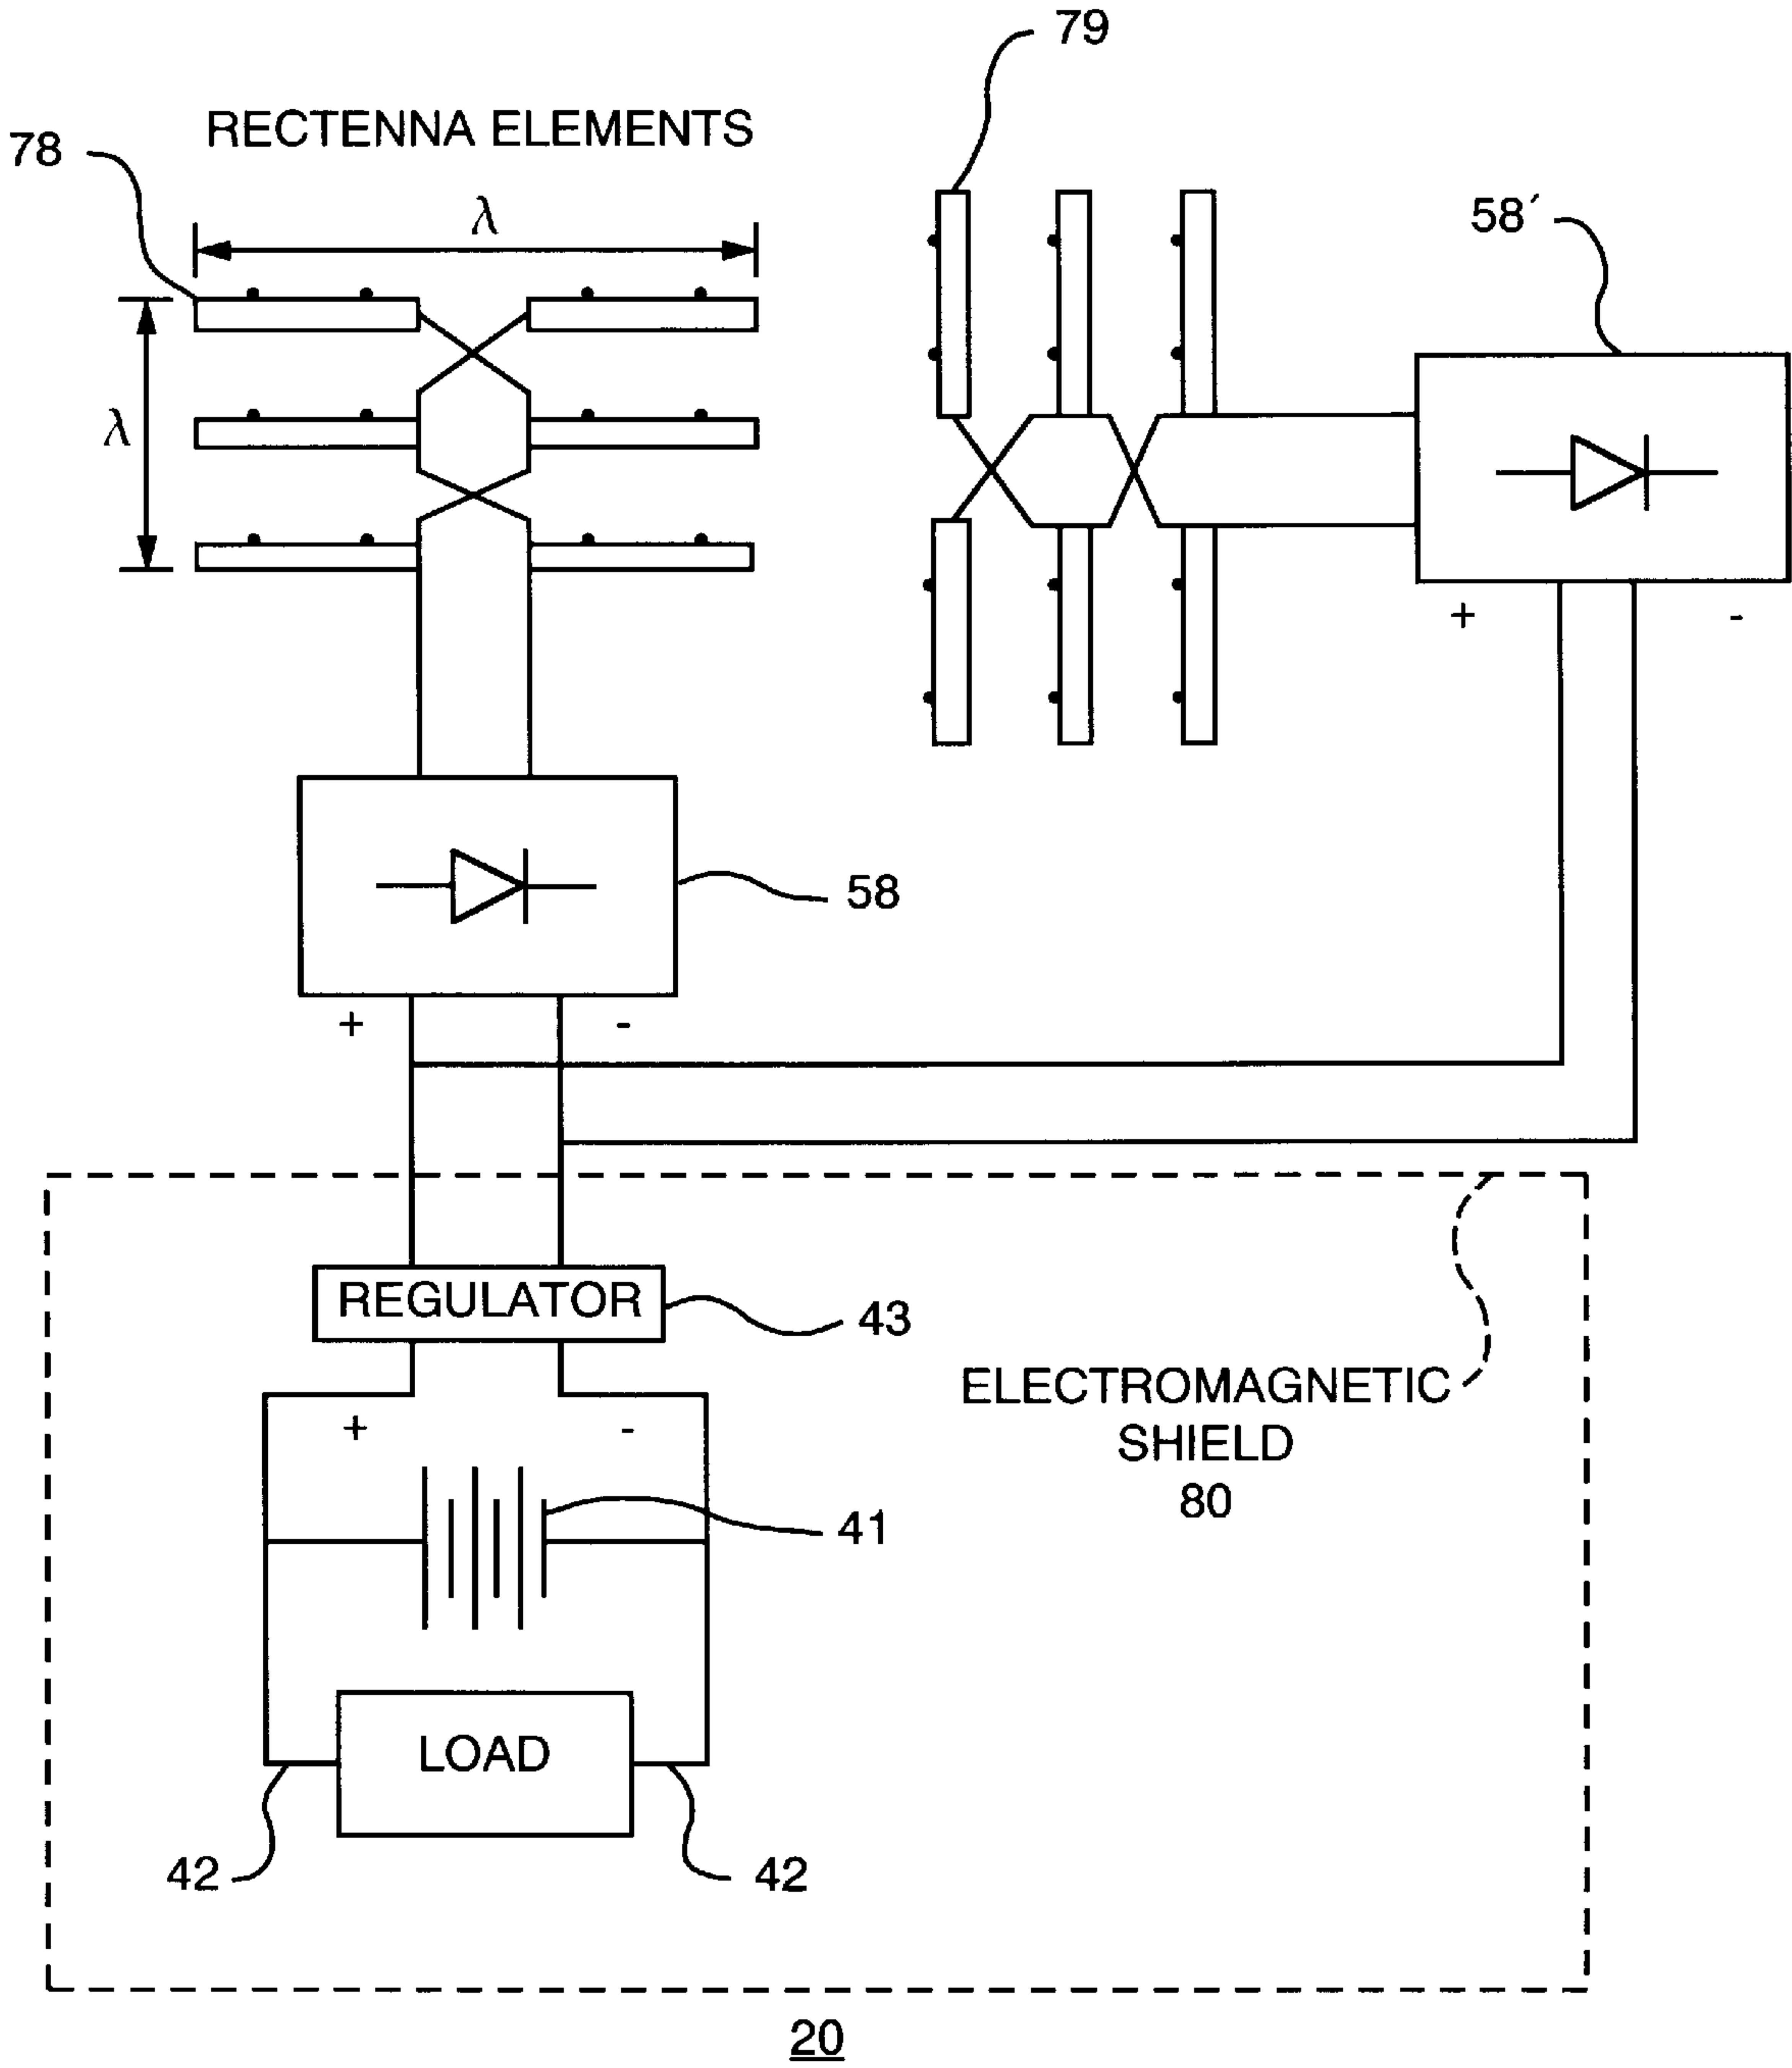 79
RECTENNA ELEMENTS
78
λ
58′
λ
+ -
58
+ -
REGULATOR
43
ELECTROMAGNETIC
SHIELD
80
+ -
41
LOAD
42 42
20